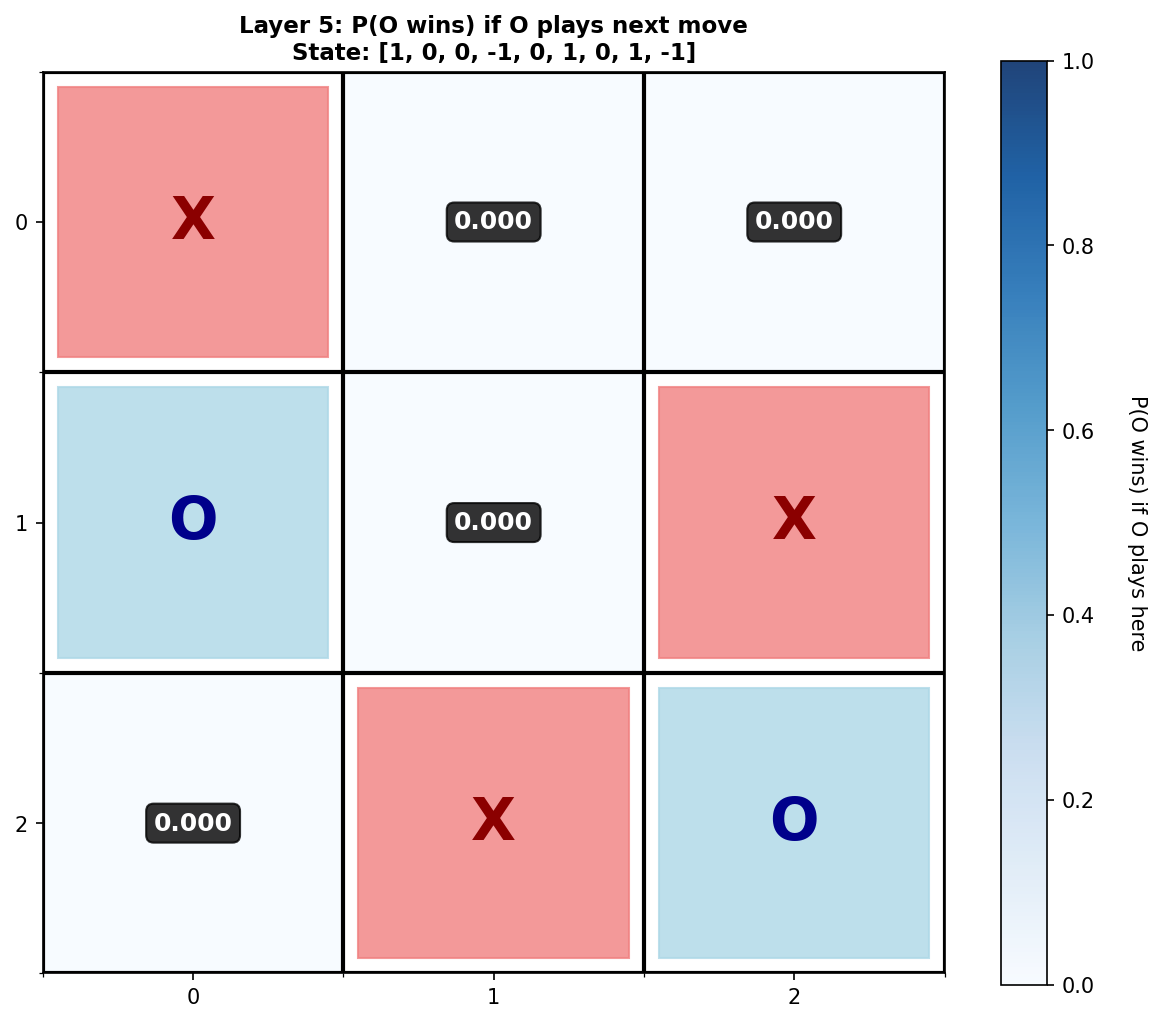 Layer 5: P(O wins) if O plays next move
State: [1, 0, 0, -1, 0, 1, 0, 1, -1]
X
0.000
0.000
O
0.000
X
0.000
X
O
0
1
2
0
1
2
1.0
0.8
0.6
0.4
0.2
0.0
P(O wins) if O plays here